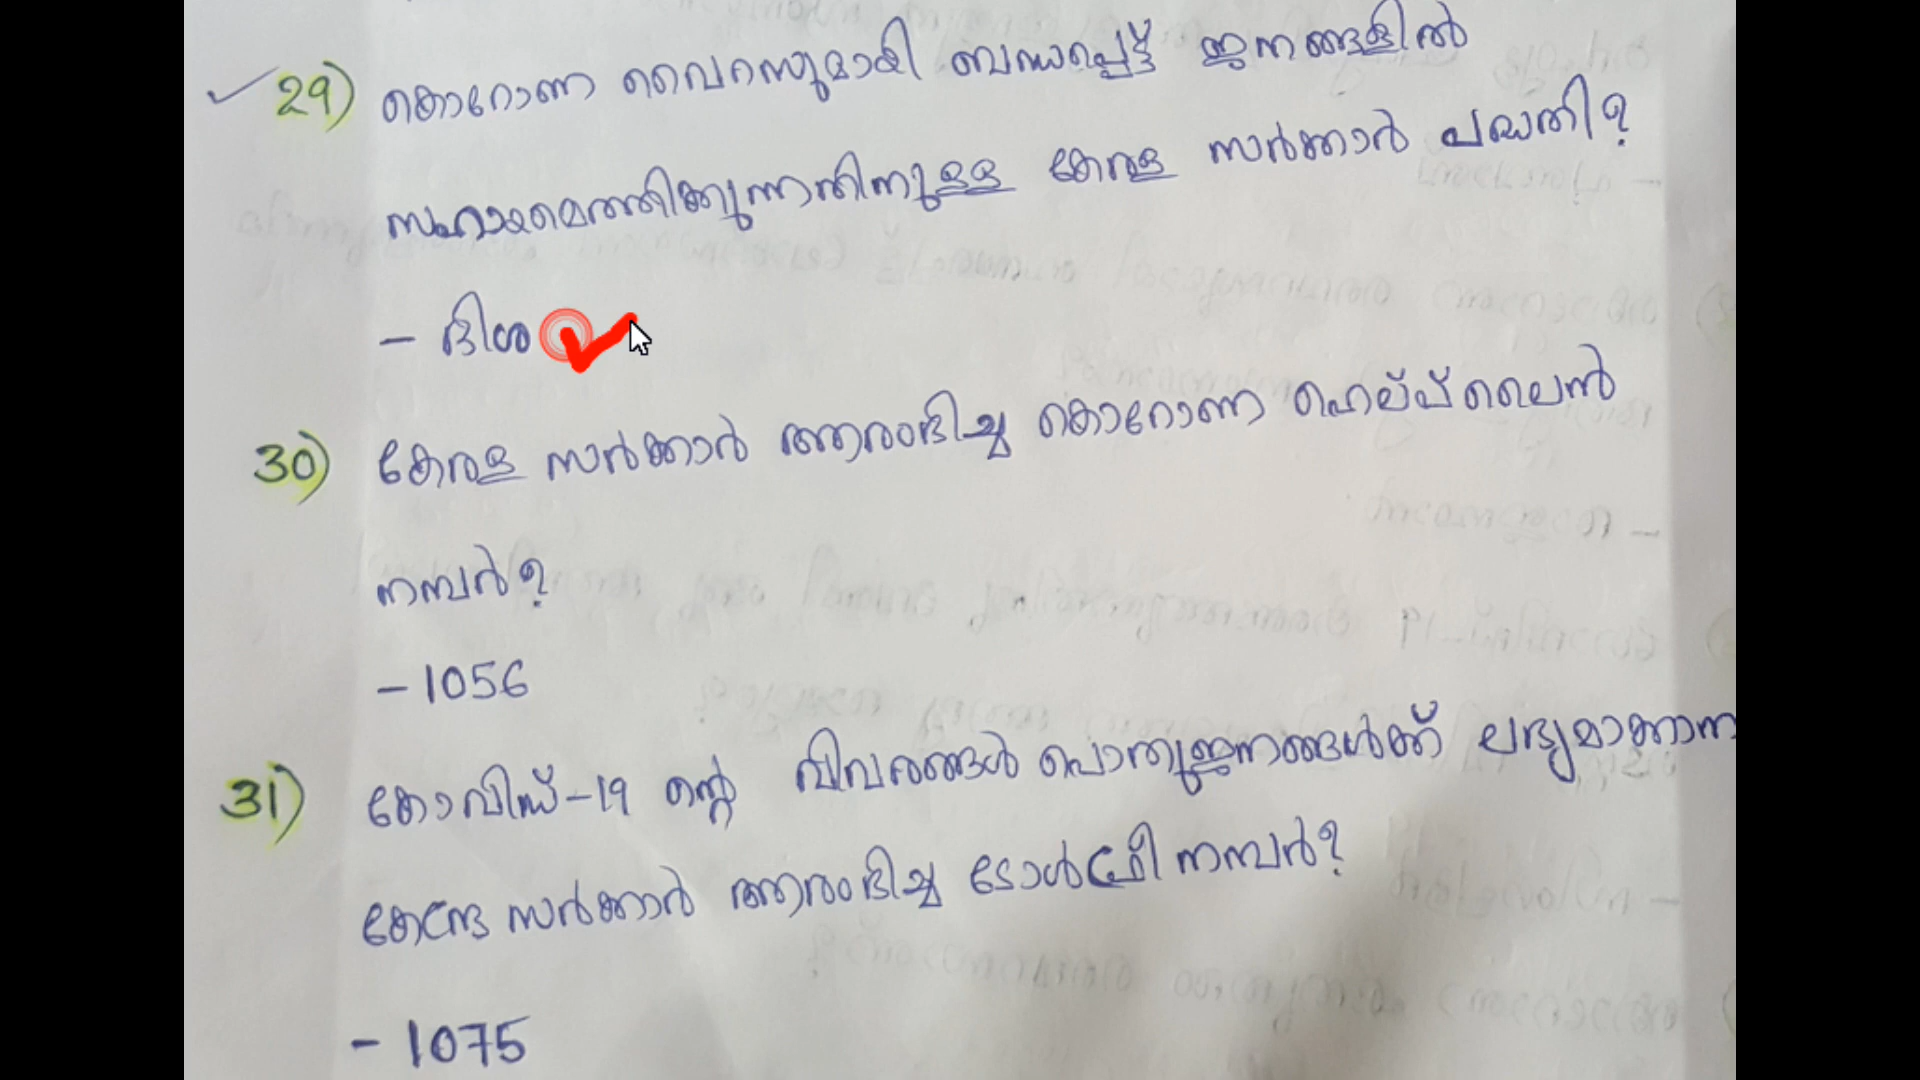 29) കൊറോണ വൈറസുമായി ബന്ധപ്പെട്ട് ജനങ്ങളിൽ
സഹായമെത്തിക്കുന്നതിനുള്ള കേരള സർക്കാർ പദ്ധതി?
- ദിശ
30) കേരള സർക്കാർ ആരംഭിച്ച കൊറോണ ഹെല്പ് ലൈൻ
നമ്പർ?
- 1056
31) കോവിഡ്-19 ന്റെ വിവരങ്ങൾ പൊതുജനങ്ങൾക്ക് ലഭ്യമാക്കാന
കേന്ദ്ര സർക്കാർ ആരംഭിച്ച ടോൾഫ്രീ നമ്പർ?
- 1075